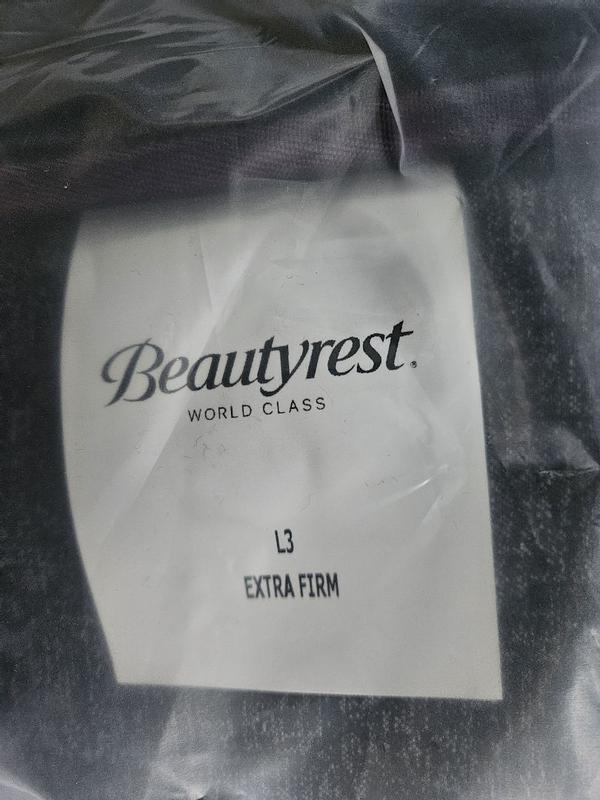 Beautyrest®
WORLD CLASS
L3
EXTRA FIRM